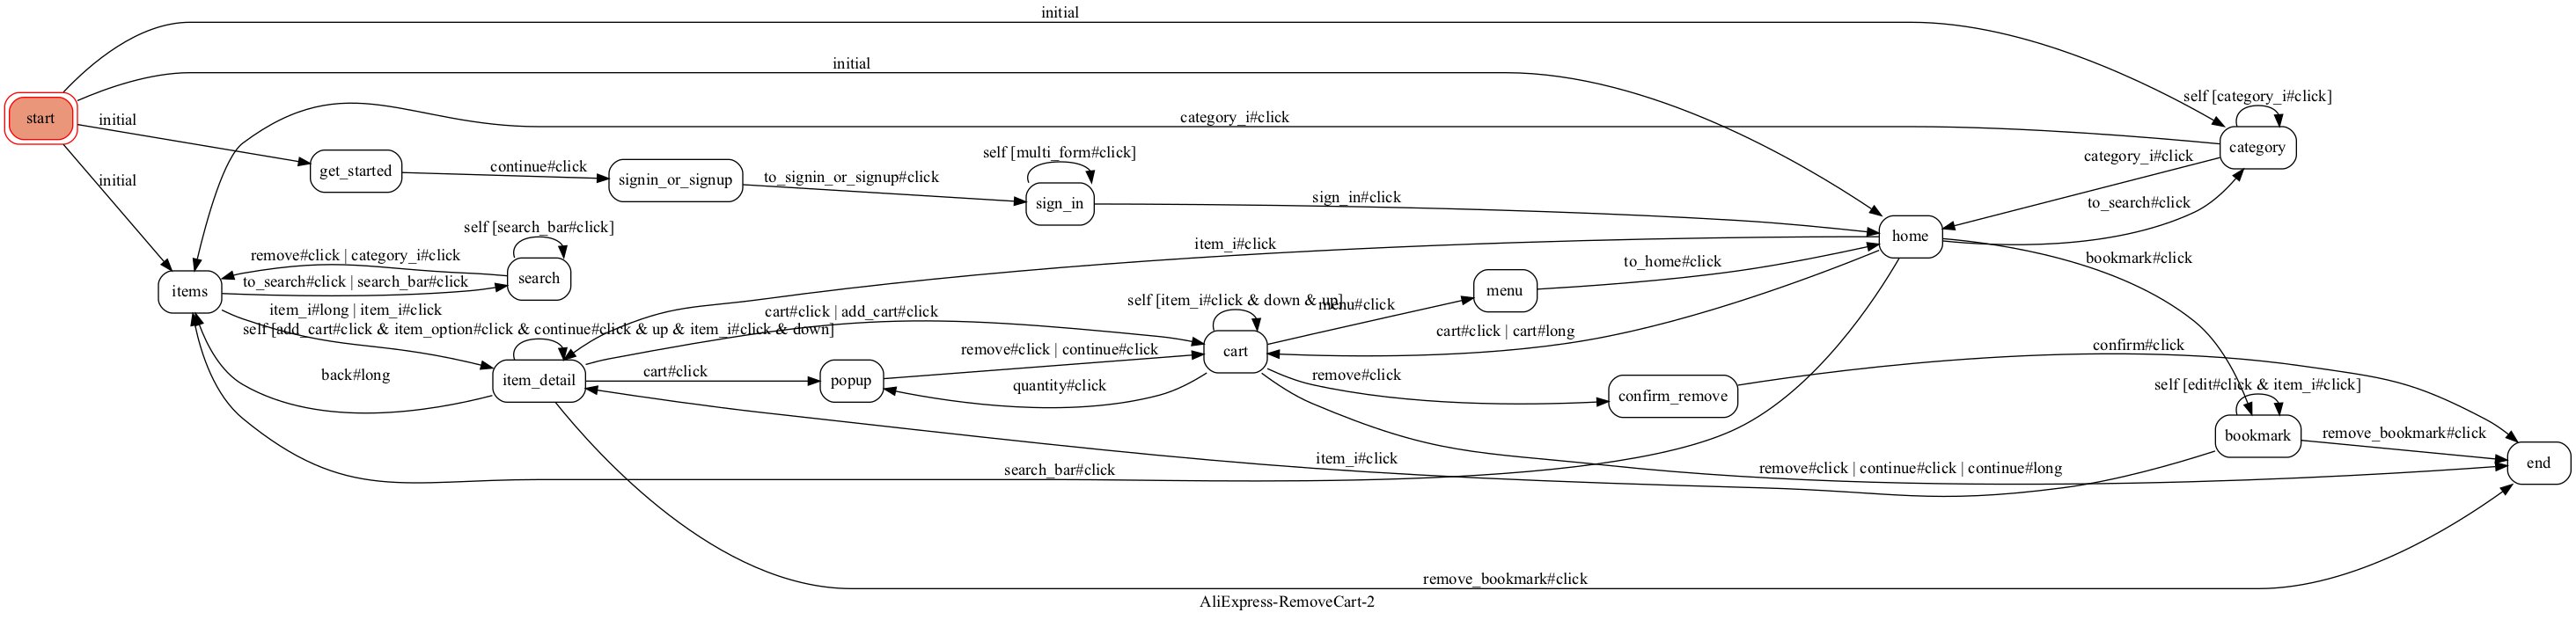 initial
initial
start
initial
initial
category_i#click
self [category_i#click]
category
category_i#click
to_search#click
get_started
continue#click
signin_or_signup
to_signin_or_signup#click
self [multi_form#click]
sign_in
sign_in#click
home
self [search_bar#click]
search
remove#click | category_i#click
to_search#click | search_bar#click
items
item_i#click
item_i#long | item_i#click
self [add_cart#click & item_option#click & continue#click & up & item_i#click & down]
item_detail
back#long
cart#click | add_cart#click
cart#click
popup
remove#click | continue#click
quantity#click
self [item_i#click & down & up]
cart
menu#click
menu
to_home#click
cart#click | cart#long
remove#click
confirm_remove
confirm#click
bookmark#click
self [edit#click & item_i#click]
bookmark
remove_bookmark#click
end
item_i#click
search_bar#click
remove#click | continue#click | continue#long
remove_bookmark#click
AliExpress-RemoveCart-2